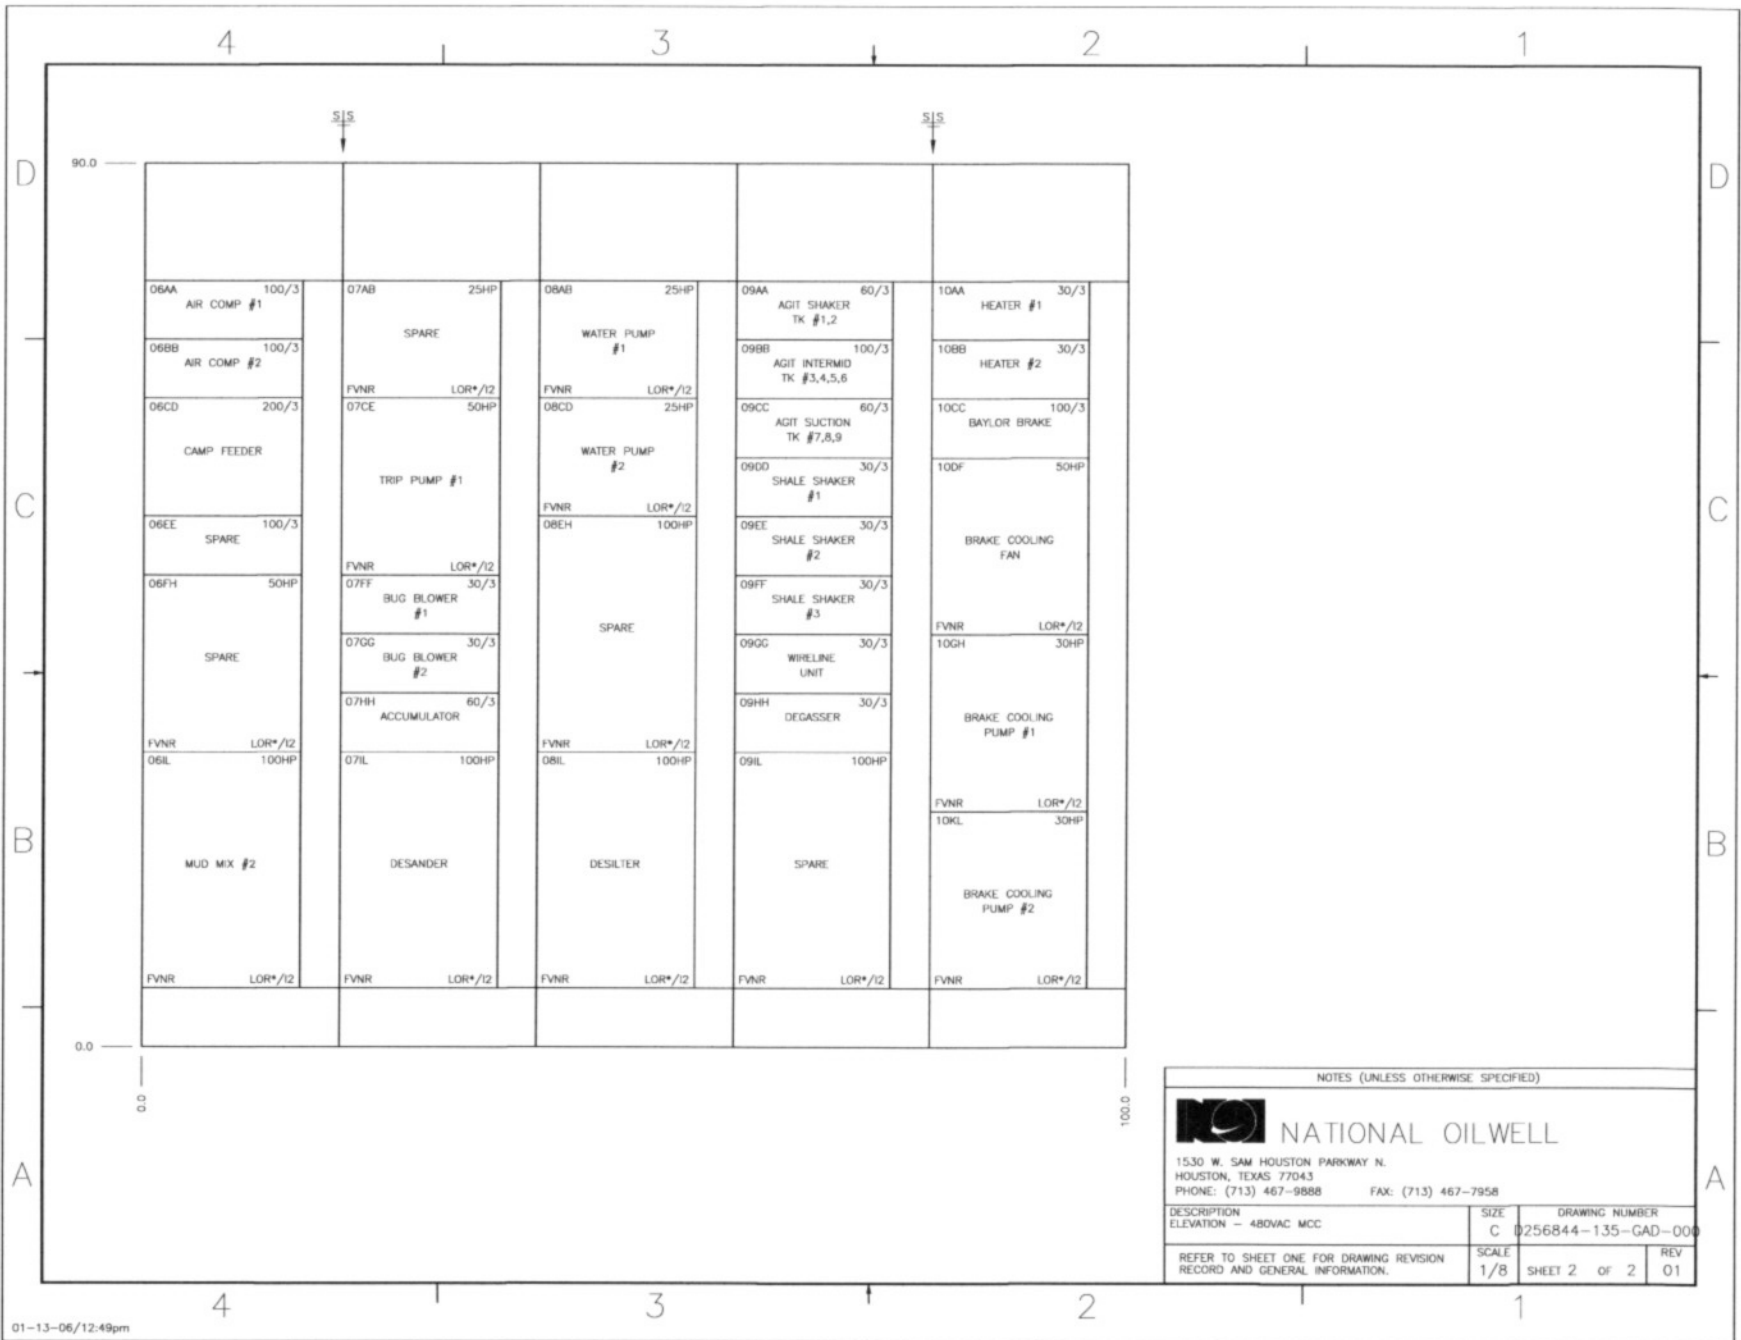 4 3 2 1
S|S S|S
D D
90.0
06AA 100/3
AIR COMP #1
06BB 100/3
AIR COMP #2
06CD 200/3
CAMP FEEDER
06EE 100/3
SPARE
06FH 50HP
SPARE
FVNR LOR*/12
06IL 100HP
MUD MIX #2
FVNR LOR*/12
07AB 25HP
SPARE
FVNR LOR*/12
07CE 50HP
TRIP PUMP #1
FVNR LOR*/12
07FF 30/3
BUG BLOWER
#1
07GG 30/3
BUG BLOWER
#2
07HH 60/3
ACCUMULATOR
07IL 100HP
DESANDER
FVNR LOR*/12
08AB 25HP
WATER PUMP
#1
FVNR LOR*/12
08CD 25HP
WATER PUMP
#2
FVNR LOR*/12
08EH 100HP
SPARE
FVNR LOR*/12
08IL 100HP
DESILTER
FVNR LOR*/12
09AA 60/3
AGIT SHAKER
TK #1,2
09BB 100/3
AGIT INTERMID
TK #3,4,5,6
09CC 60/3
AGIT SUCTION
TK #7,8,9
09DD 30/3
SHALE SHAKER
#1
09EE 30/3
SHALE SHAKER
#2
09FF 30/3
SHALE SHAKER
#3
09GG 30/3
WIRELINE
UNIT
09HH 30/3
DEGASSER
09IL 100HP
SPARE
FVNR LOR*/12
10AA 30/3
HEATER #1
10BB 30/3
HEATER #2
10CC 100/3
BAYLOR BRAKE
10DF 50HP
BRAKE COOLING
FAN
FVNR LOR*/12
10GH 30HP
BRAKE COOLING
PUMP #1
FVNR LOR*/12
10KL 30HP
BRAKE COOLING
PUMP #2
FVNR LOR*/12
C C
B B
0.0
0.0 100.0
A A
NOTES (UNLESS OTHERWISE SPECIFIED)
NOI NATIONAL OILWELL
1530 W. SAM HOUSTON PARKWAY N.
HOUSTON, TEXAS 77043
PHONE: (713) 467-9888 FAX: (713) 467-7958
DESCRIPTION
ELEVATION - 480VAC MCC
SIZE
C
DRAWING NUMBER
D256844-135-GAD-000
REFER TO SHEET ONE FOR DRAWING REVISION
RECORD AND GENERAL INFORMATION.
SCALE
1/8
SHEET 2 OF 2
REV
01
4 3 2 1
01-13-06/12:49pm